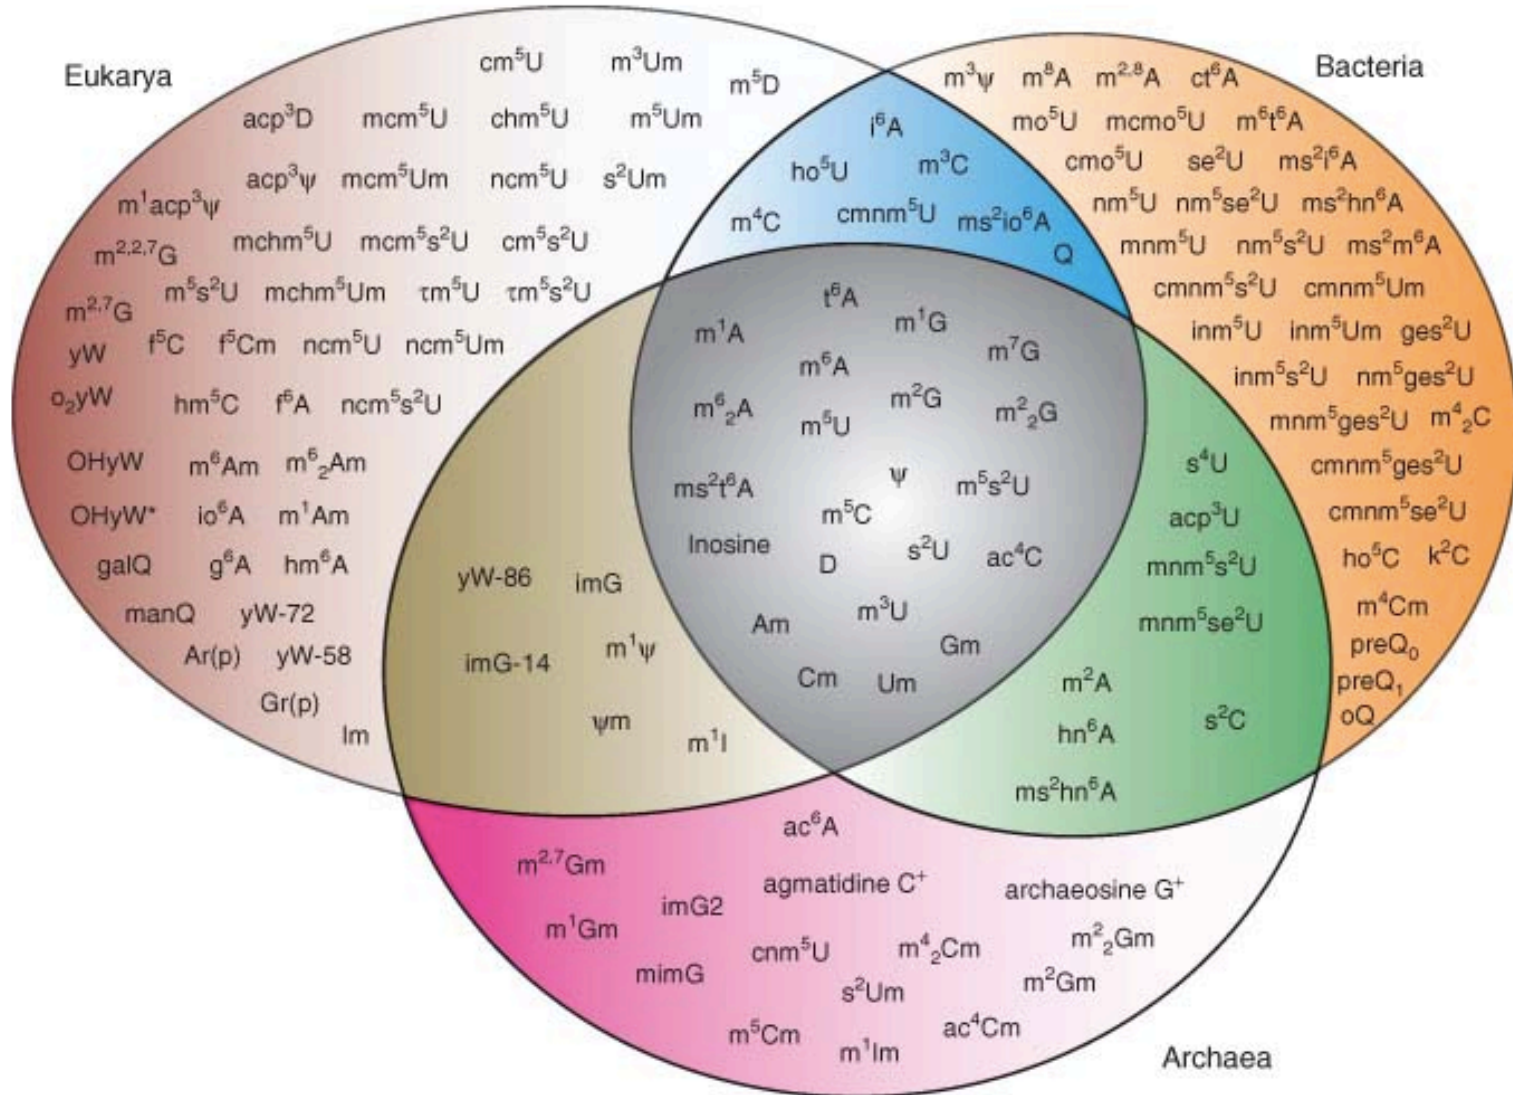 Eukarya
cm⁵U m³Um m⁵D
acp³D mcm⁵U chm⁵U m⁵Um
acp³ψ mcm⁵Um ncm⁵U s²Um
m¹acp³ψ
mchm⁵U mcm⁵s²U cm⁵s²U
m²,²,⁷G
m⁵s²U mchm⁵Um τm⁵U τm⁵s²U
m²,⁷G
yW f⁵C f⁵Cm ncm⁵U ncm⁵Um
o₂yW hm⁵C f⁶A ncm⁵s²U
OHyW m⁶Am m⁶₂Am
OHyW* io⁶A m¹Am
galQ g⁶A hm⁶A
manQ yW-72
Ar(p) yW-58
Gr(p)
Im
i⁶A
ho⁵U m³C
m⁴C cmnm⁵U ms²io⁶A
Q
Bacteria
m³ψ m⁸A m²,⁸A ct⁶A
mo⁵U mcmo⁵U m⁶t⁶A
cmo⁵U se²U ms²i⁶A
nm⁵U nm⁵se²U ms²hn⁶A
mnm⁵U nm⁵s²U ms²m⁶A
cmnm⁵s²U cmnm⁵Um
inm⁵U inm⁵Um ges²U
inm⁵s²U nm⁵ges²U
mnm⁵ges²U m⁴₂C
cmnm⁵ges²U
cmnm⁵se²U
ho⁵C k²C
m⁴Cm
preQ₀
preQ₁
oQ
t⁶A
m¹A m¹G
m⁶A m⁷G
m⁶₂A m²G m²₂G
m⁵U
ms²t⁶A ψ m⁵s²U
m⁵C
Inosine D s²U ac⁴C
Am m³U Gm
Cm Um
yW-86 imG
imG-14 m¹ψ
ψm m¹I
s⁴U
acp³U
mnm⁵s²U
mnm⁵se²U
m²A
hn⁶A s²C
ms²hn⁶A
ac⁶A
m²,⁷Gm agmatidine C⁺ archaeosine G⁺
m¹Gm imG2
mimG cnm⁵U m⁴₂Cm m²₂Gm
s²Um m²Gm
m⁵Cm m¹Im ac⁴Cm
Archaea